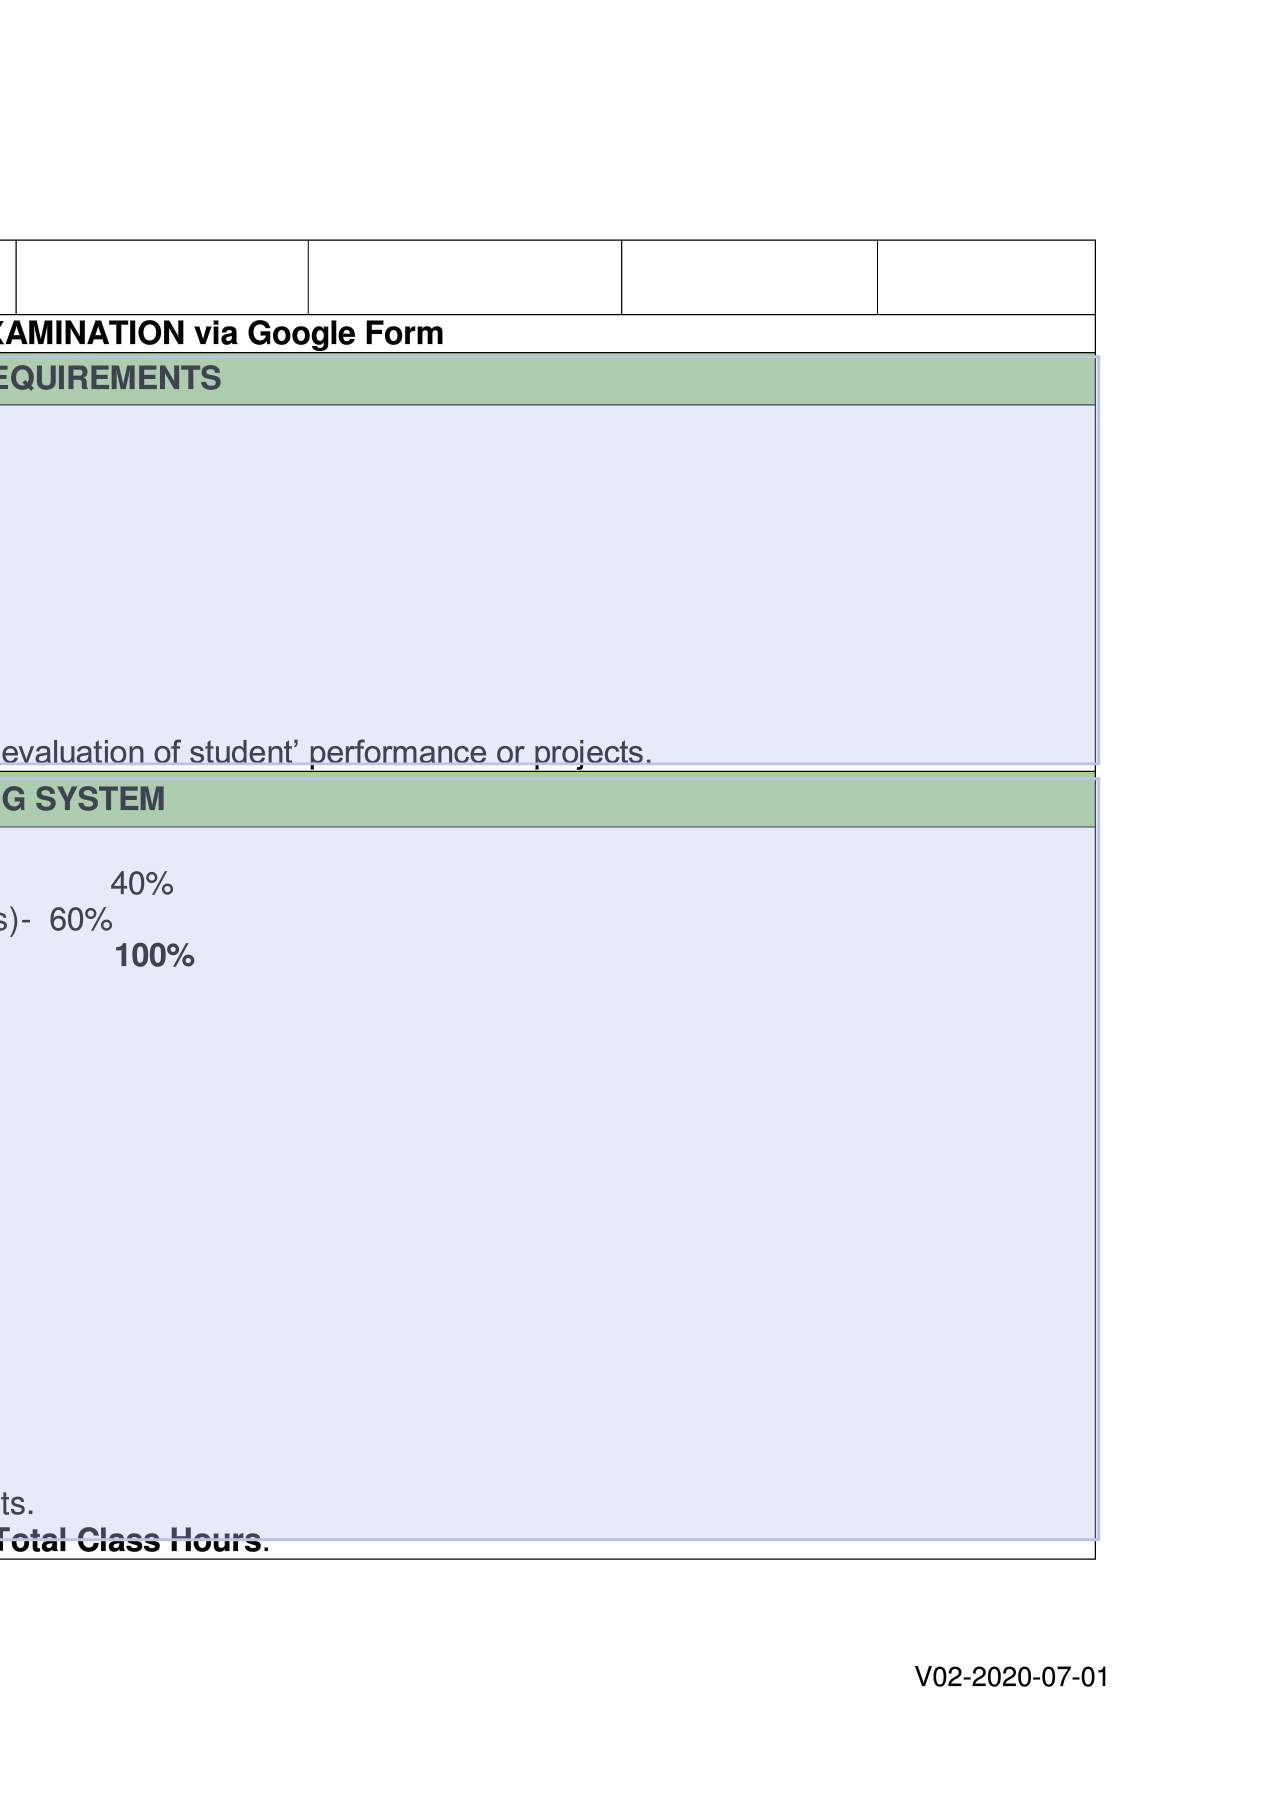 XAMINATION via Google Form
EQUIREMENTS
evaluation of student’ performance or projects.
G SYSTEM
40%
s)- 60%
100%
ts.
Total Class Hours.
V02-2020-07-01